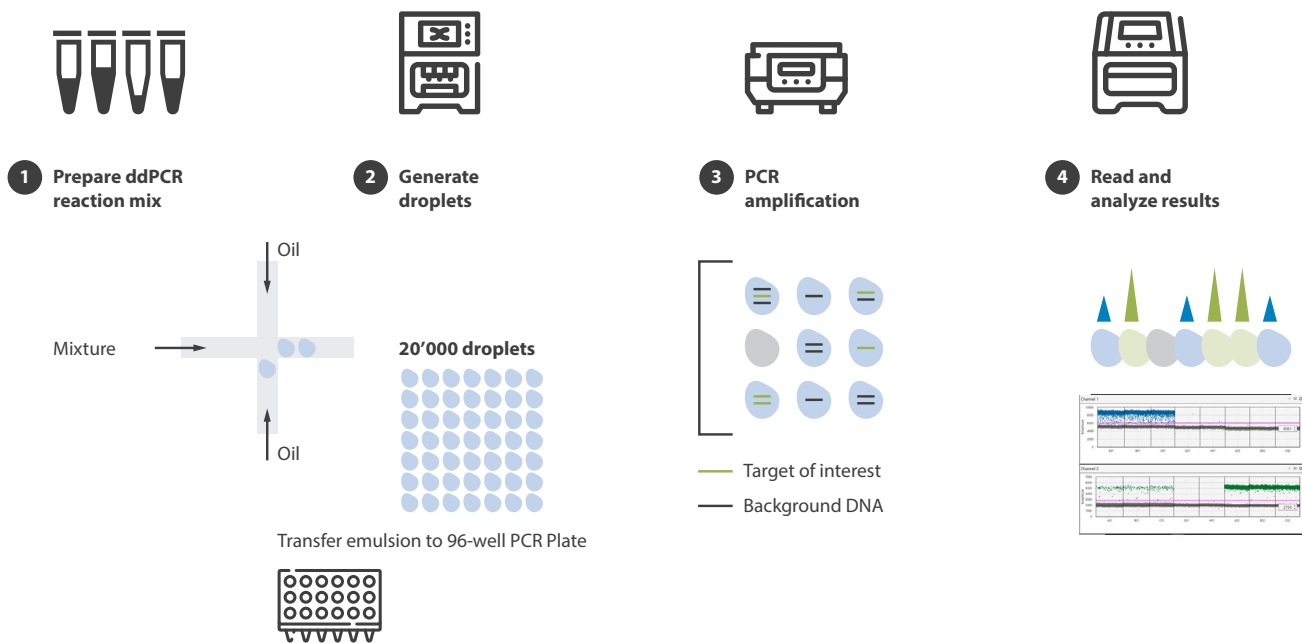 1 Prepare ddPCR
reaction mix
2 Generate
droplets
3 PCR
amplification
4 Read and
analyze results
Oil
Mixture
Oil
20'000 droplets
Transfer emulsion to 96-well PCR Plate
Target of interest
Background DNA
Channel 1
Amplitude
Channel 2
Amplitude